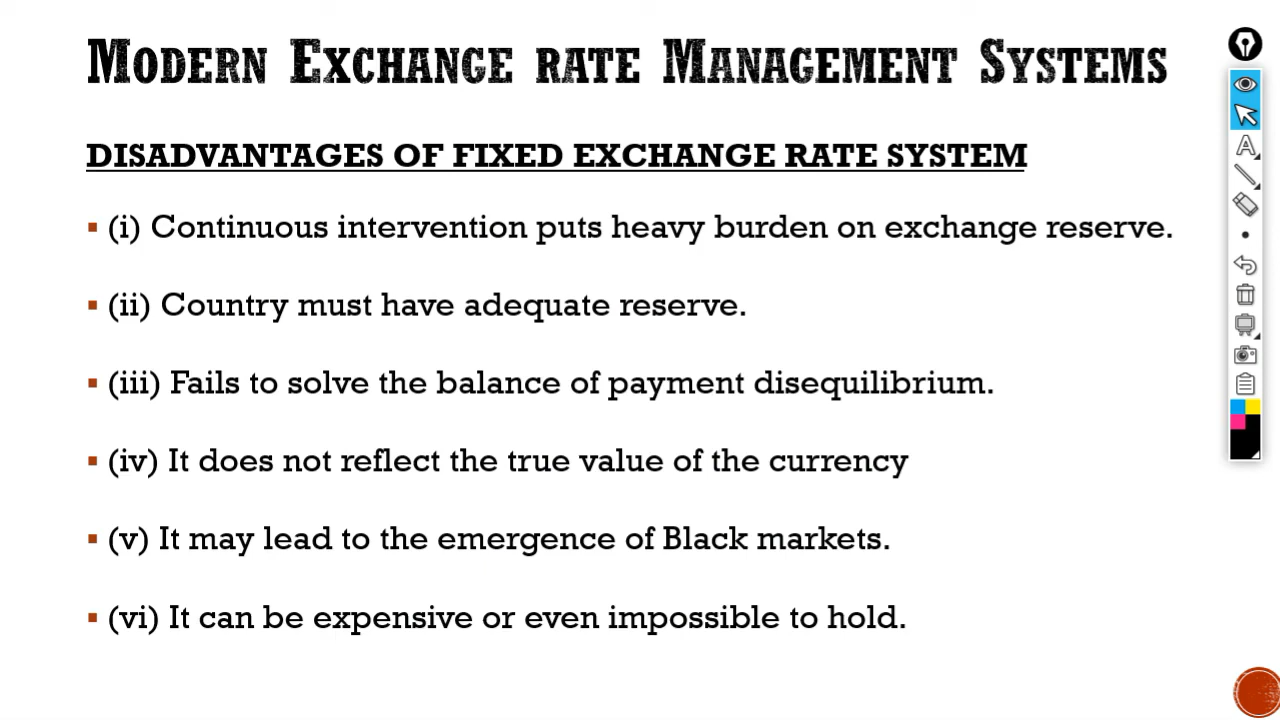 Modern Exchange rate Management Systems
DISADVANTAGES OF FIXED EXCHANGE RATE SYSTEM
▪ (i) Continuous intervention puts heavy burden on exchange reserve.
▪ (ii) Country must have adequate reserve.
▪ (iii) Fails to solve the balance of payment disequilibrium.
▪ (iv) It does not reflect the true value of the currency
▪ (v) It may lead to the emergence of Black markets.
▪ (vi) It can be expensive or even impossible to hold.
A